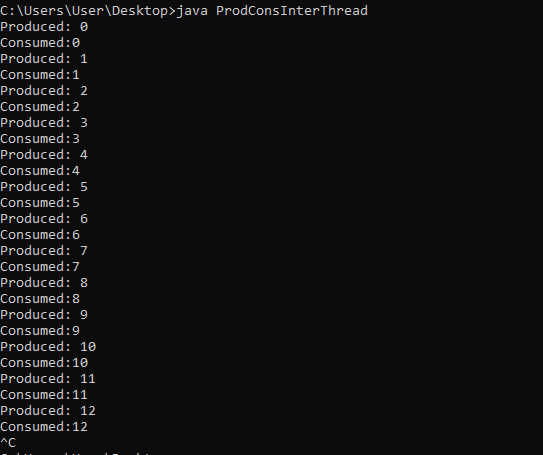 C:\Users\User\Desktop>java ProdConsInterThread
Produced: 0
Consumed:0
Produced: 1
Consumed:1
Produced: 2
Consumed:2
Produced: 3
Consumed:3
Produced: 4
Consumed:4
Produced: 5
Consumed:5
Produced: 6
Consumed:6
Produced: 7
Consumed:7
Produced: 8
Consumed:8
Produced: 9
Consumed:9
Produced: 10
Consumed:10
Produced: 11
Consumed:11
Produced: 12
Consumed:12
^C